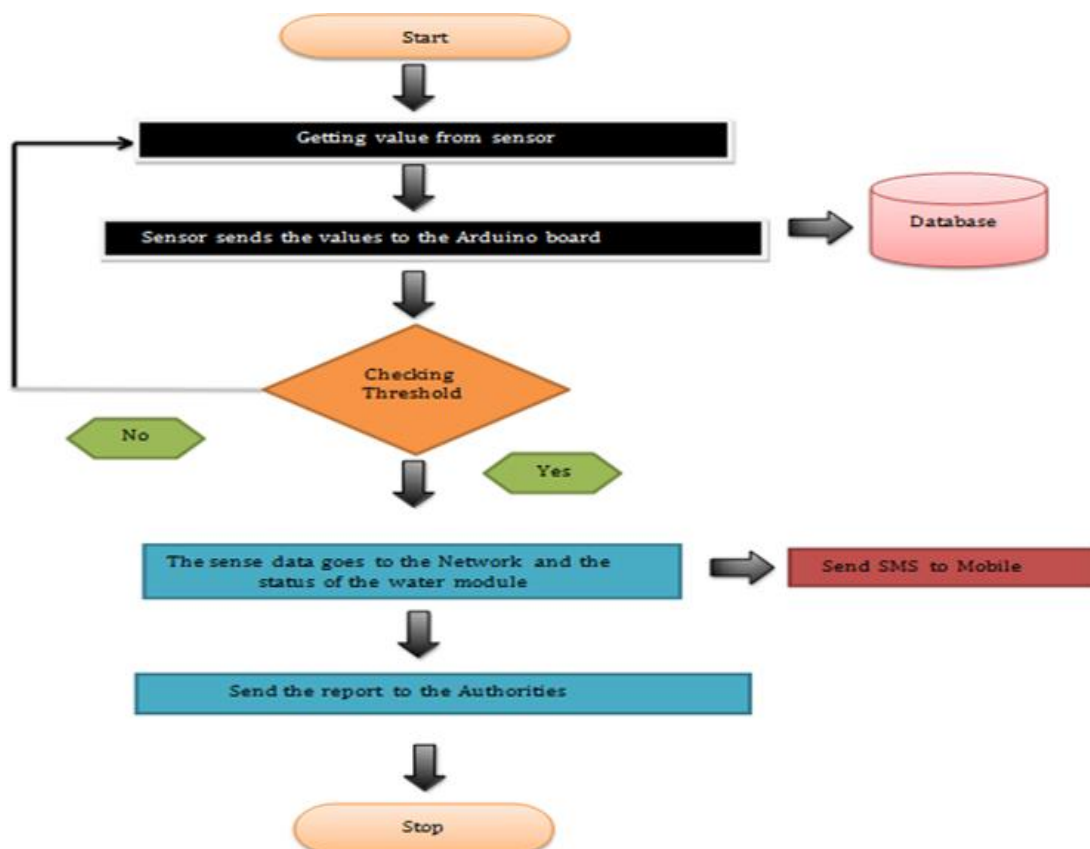 Start
Getting value from sensor
Sensor sends the values to the Arduino board
Database
Checking
Threshold
No
Yes
The sense data goes to the Network and the
status of the water module
Send SMS to Mobile
Send the report to the Authorities
Stop